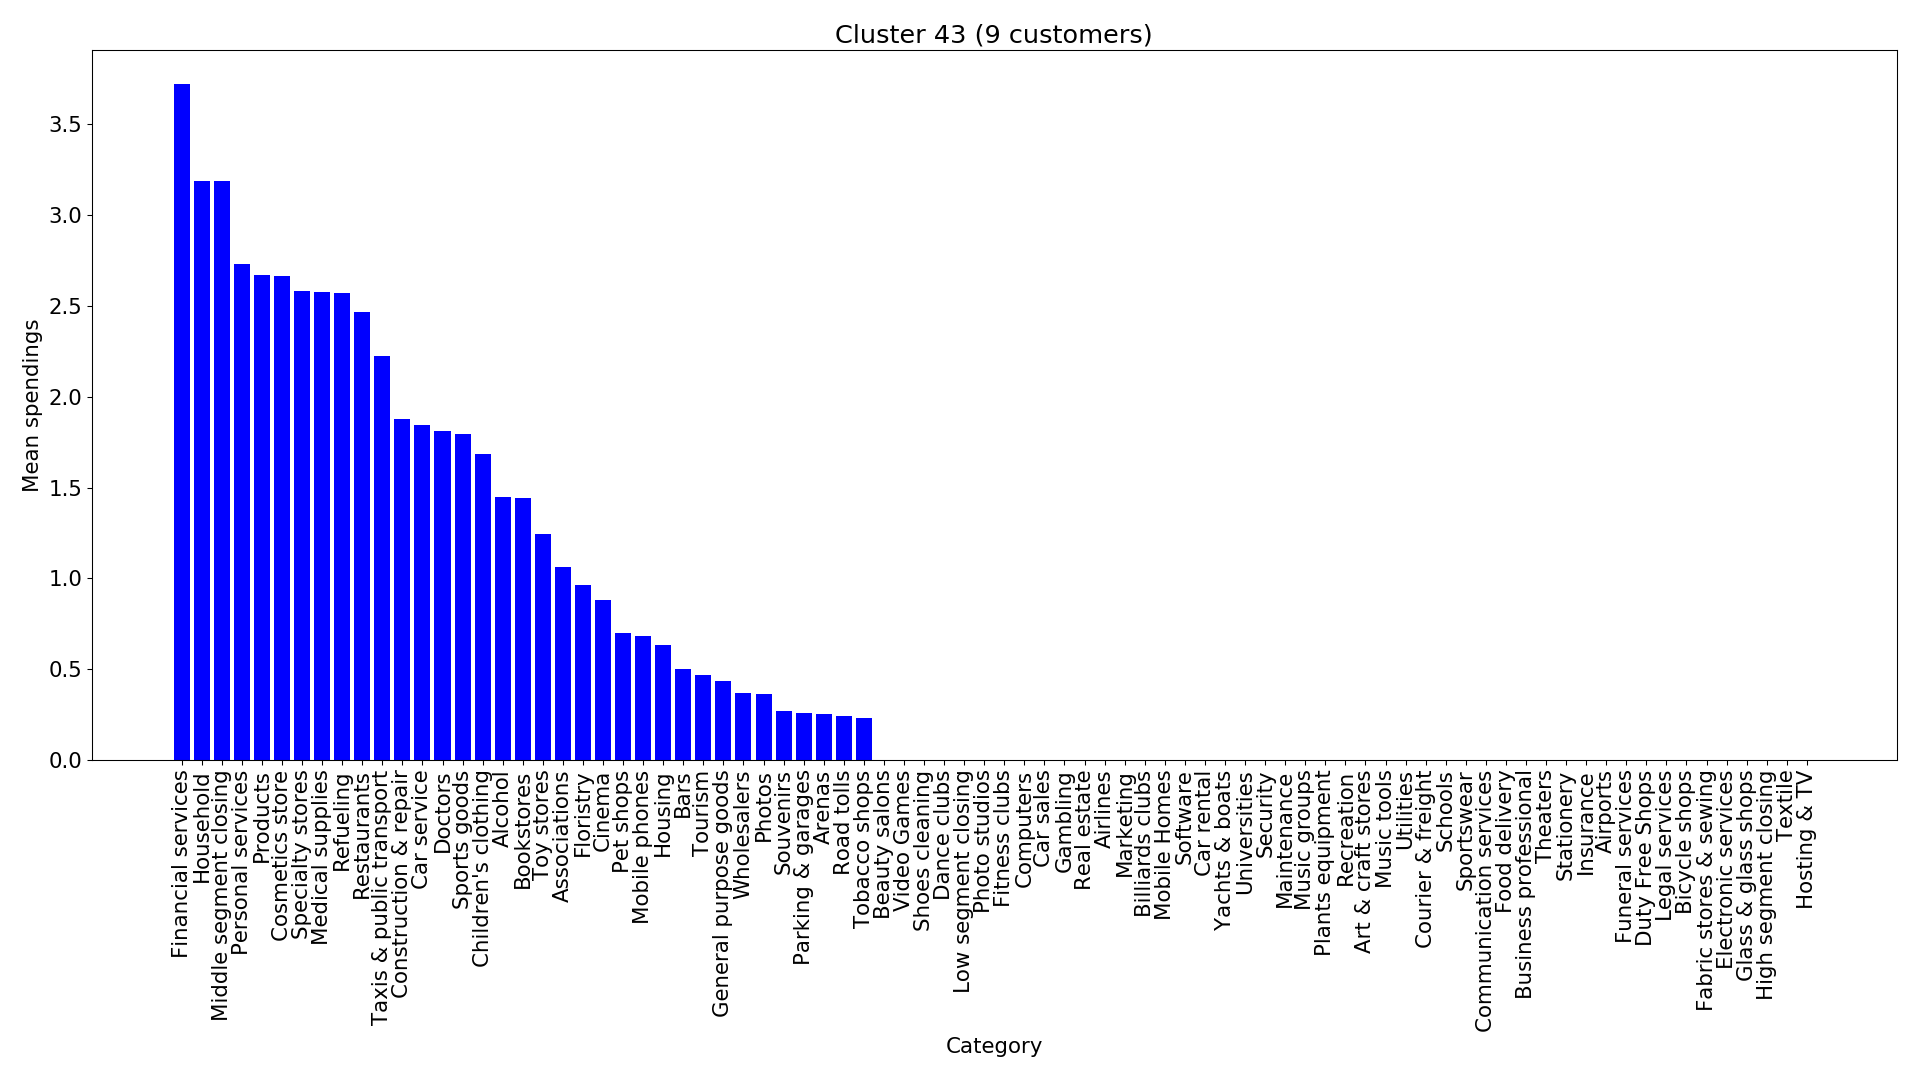 Cluster 43 (9 customers)
Mean spendings
3.5
3.0
2.5
2.0
1.5
1.0
0.5
0.0
Financial services
Household
Middle segment closing
Personal services
Products
Cosmetics store
Specialty stores
Medical supplies
Refueling
Restaurants
Taxis & public transport
Construction & repair
Car service
Doctors
Sports goods
Children's clothing
Alcohol
Bookstores
Toy stores
Associations
Floristry
Cinema
Pet shops
Mobile phones
Housing
Bars
Tourism
General purpose goods
Wholesalers
Photos
Souvenirs
Parking & garages
Arenas
Road tolls
Tobacco shops
Beauty salons
Video Games
Shoes cleaning
Dance clubs
Low segment closing
Photo studios
Fitness clubs
Computers
Car sales
Gambling
Real estate
Airlines
Marketing
Billiards clubs
Mobile Homes
Software
Car rental
Yachts & boats
Universities
Security
Maintenance
Music groups
Plants equipment
Recreation
Art & craft stores
Music tools
Utilities
Courier & freight
Schools
Sportswear
Communication services
Food delivery
Business professional
Theaters
Stationery
Insurance
Airports
Funeral services
Duty Free Shops
Legal services
Bicycle shops
Fabric stores & sewing
Electronic services
Glass & glass shops
High segment closing
Textile
Hosting & TV
Category